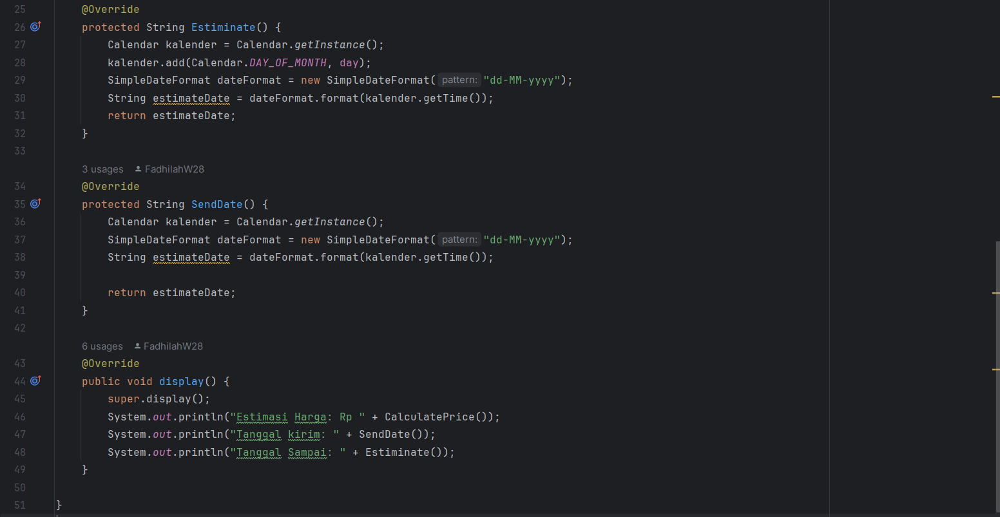 25 @Override
26 protected String Estiminate() {
27 Calendar kalender = Calendar.getInstance();
28 kalender.add(Calendar.DAY_OF_MONTH, day);
29 SimpleDateFormat dateFormat = new SimpleDateFormat( pattern: "dd-MM-yyyy");
30 String estimateDate = dateFormat.format(kalender.getTime());
31 return estimateDate;
32 }
33
3 usages FadhilahW28
34 @Override
35 protected String SendDate() {
36 Calendar kalender = Calendar.getInstance();
37 SimpleDateFormat dateFormat = new SimpleDateFormat( pattern: "dd-MM-yyyy");
38 String estimateDate = dateFormat.format(kalender.getTime());
39
40 return estimateDate;
41 }
42
6 usages FadhilahW28
43 @Override
44 public void display() {
45 super.display();
46 System.out.println("Estimasi Harga: Rp " + CalculatePrice());
47 System.out.println("Tanggal kirim: " + SendDate());
48 System.out.println("Tanggal Sampai: " + Estiminate());
49 }
50
51 }